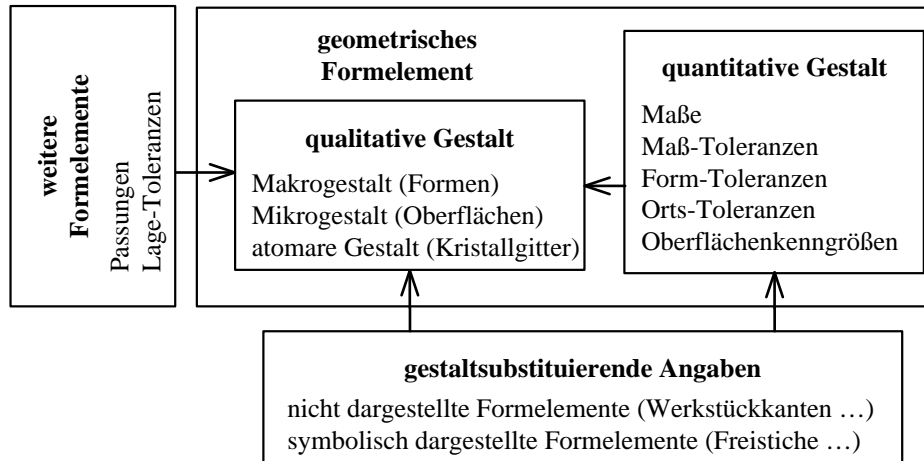 weitere
Formelemente
Passungen
Lage-Toleranzen
geometrisches
Formelement
qualitative Gestalt
Makrogestalt (Formen)
Mikrogestalt (Oberflächen)
atomare Gestalt (Kristallgitter)
quantitative Gestalt
Maße
Maß-Toleranzen
Form-Toleranzen
Orts-Toleranzen
Oberflächenkenngrößen
gestaltsubstituierende Angaben
nicht dargestellte Formelemente (Werkstückkanten …)
symbolisch dargestellte Formelemente (Freistiche …)